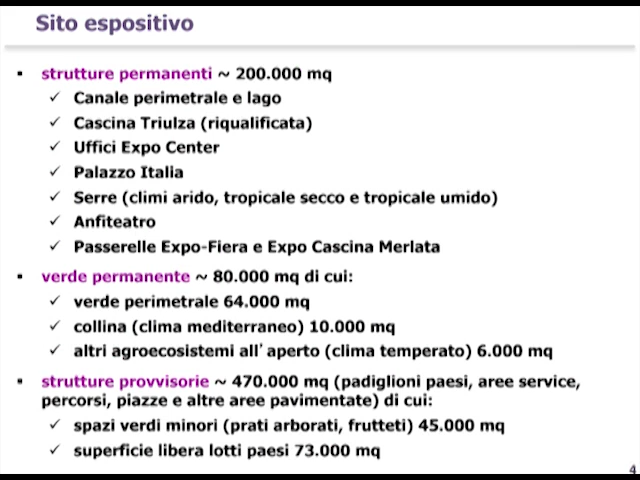 Sito espositivo
▪ strutture permanenti ~ 200.000 mq
✓ Canale perimetrale e lago
✓ Cascina Triulza (riqualificata)
✓ Uffici Expo Center
✓ Palazzo Italia
✓ Serre (climi arido, tropicale secco e tropicale umido)
✓ Anfiteatro
✓ Passerelle Expo-Fiera e Expo Cascina Merlata
▪ verde permanente ~ 80.000 mq di cui:
✓ verde perimetrale 64.000 mq
✓ collina (clima mediterraneo) 10.000 mq
✓ altri agroecosistemi all’aperto (clima temperato) 6.000 mq
▪ strutture provvisorie ~ 470.000 mq (padiglioni paesi, aree service,
percorsi, piazze e altre aree pavimentate) di cui:
✓ spazi verdi minori (prati arborati, frutteti) 45.000 mq
✓ superficie libera lotti paesi 73.000 mq
4